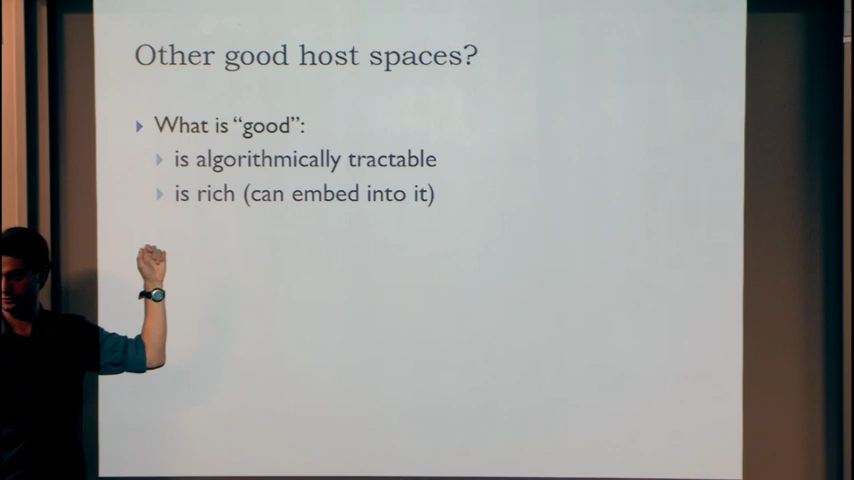 Other good host spaces?
What is “good”:
is algorithmically tractable
is rich (can embed into it)